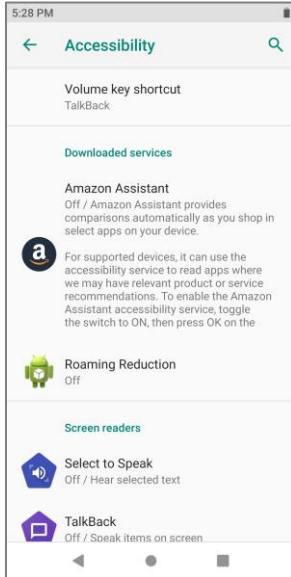 5:28 PM
Accessibility
Volume key shortcut
TalkBack
Downloaded services
Amazon Assistant
Off / Amazon Assistant provides
comparisons automatically as you shop in
select apps on your device.
For supported devices, it can use the
accessibility service to read apps where
we may have relevant product or service
recommendations. To enable the Amazon
Assistant accessibility service, toggle
the switch to ON, then press OK on the
a
Roaming Reduction
Off
Screen readers
Select to Speak
Off / Hear selected text
TalkBack
Off / Speak items on screen